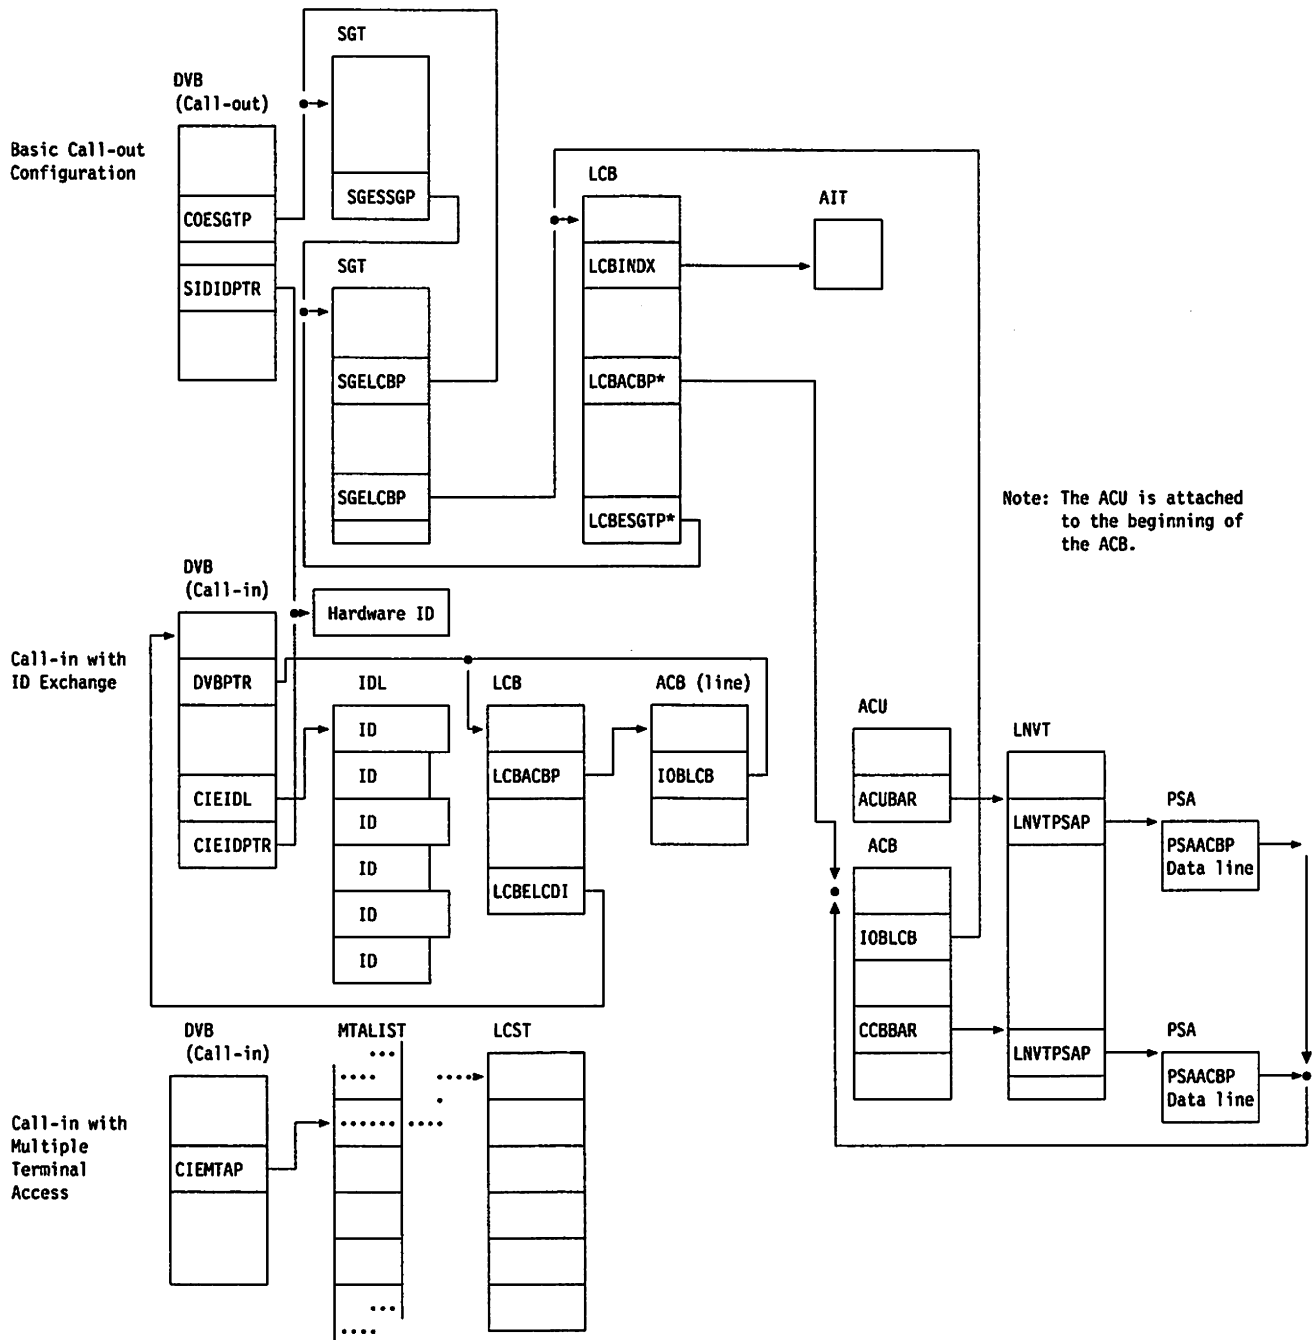 SGT
DVB
(Call-out)
Basic Call-out
Configuration
SGESSGP
LCB
AIT
COESGTP
LCBINDX
SGT
SIDIDPTR
SGELCBP
LCBACBP*
SGELCBP
LCBESGTP*
Note: The ACU is attached
to the beginning of
the ACB.
DVB
(Call-in)
Hardware ID
Call-in with
ID Exchange
DVBPTR
IDL
LCB
ACB (line)
ID
ID
ID
ID
ID
ID
LCBACBP
IOBLCB
CIEIDL
CIEIDPTR
LCBELCDI
ACU
LNVT
ACUBAR
LNVTPSAP
PSA
PSAACBP
Data line
ACB
IOBLCB
CCBBAR
LNVTPSAP
PSA
PSAACBP
Data line
DVB
(Call-in)
MTALIST
LCST
Call-in with
Multiple
Terminal
Access
CIEMTAP